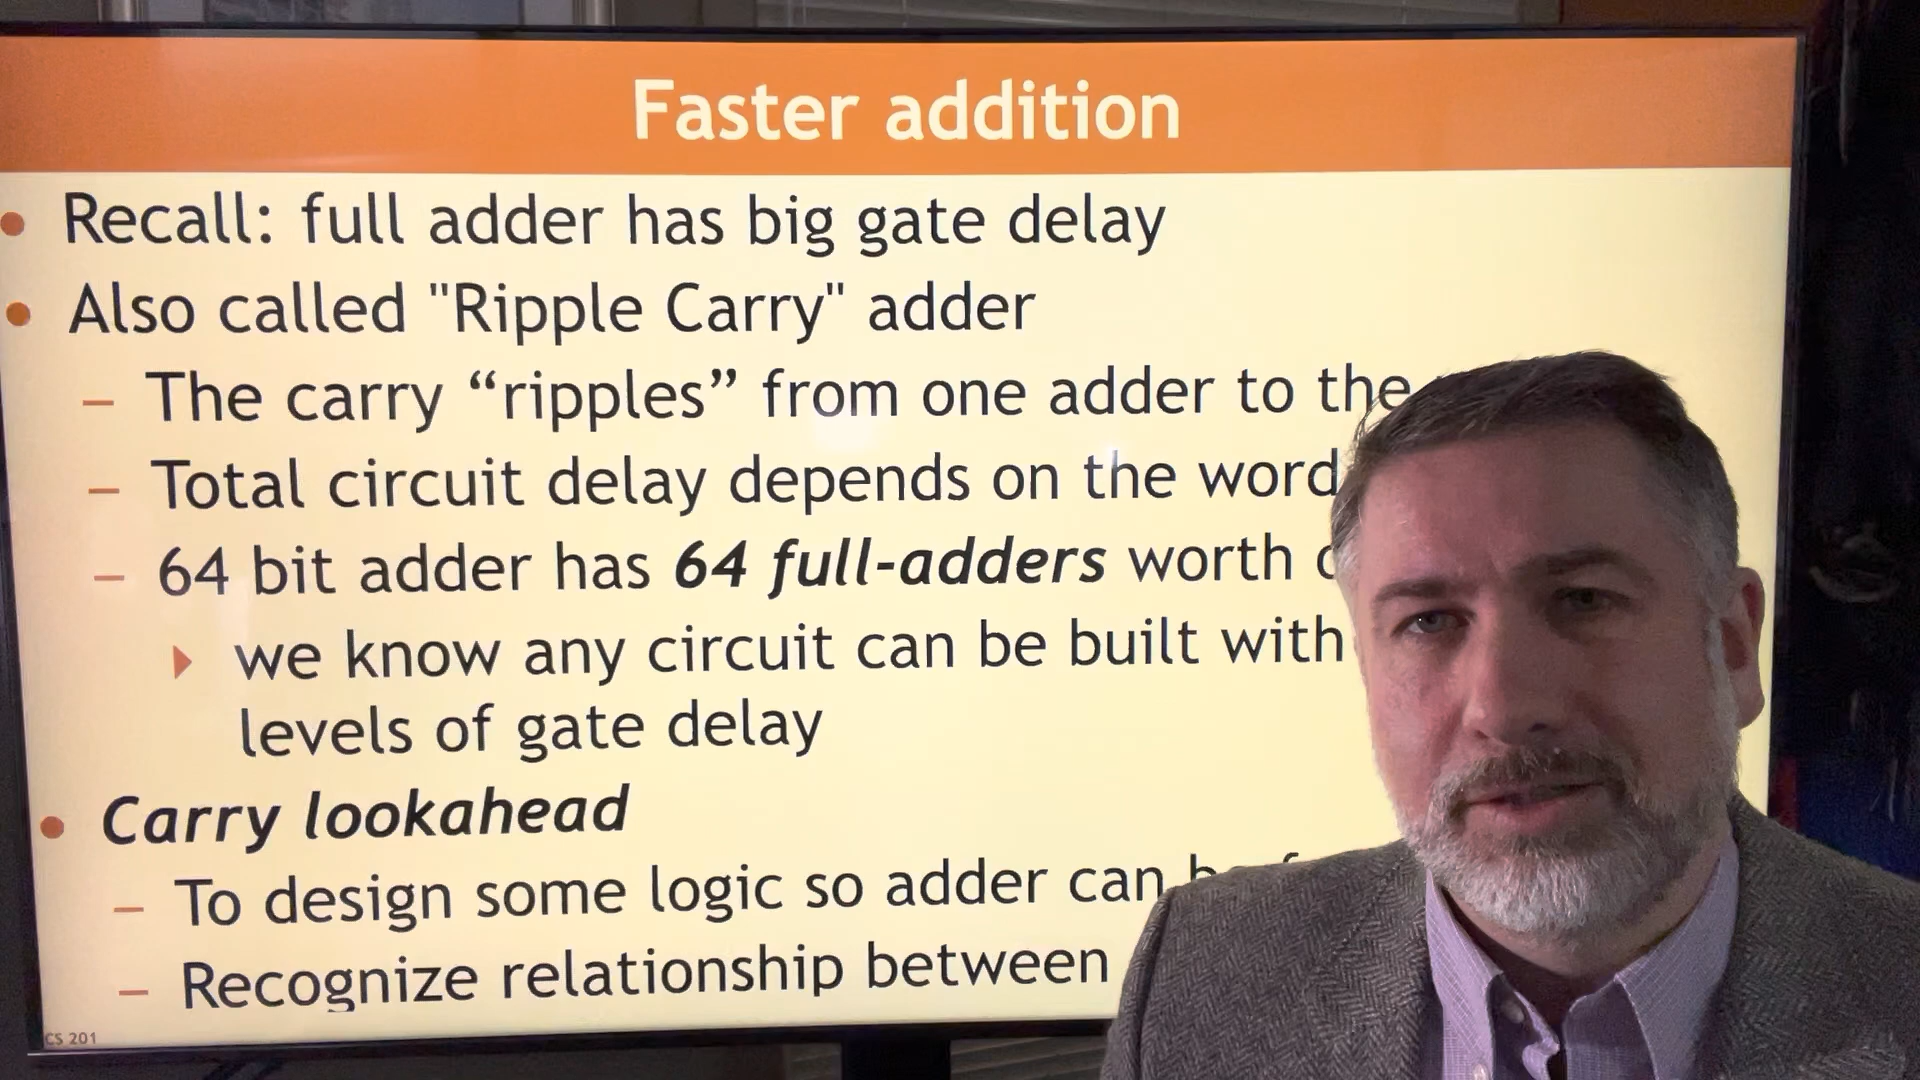 Faster addition
• Recall: full adder has big gate delay
• Also called "Ripple Carry" adder
– The carry “ripples” from one adder to the
– Total circuit delay depends on the word
– 64 bit adder has 64 full-adders worth
▸ we know any circuit can be built with
levels of gate delay
• Carry lookahead
– To design some logic so adder can
– Recognize relationship between
CS 201